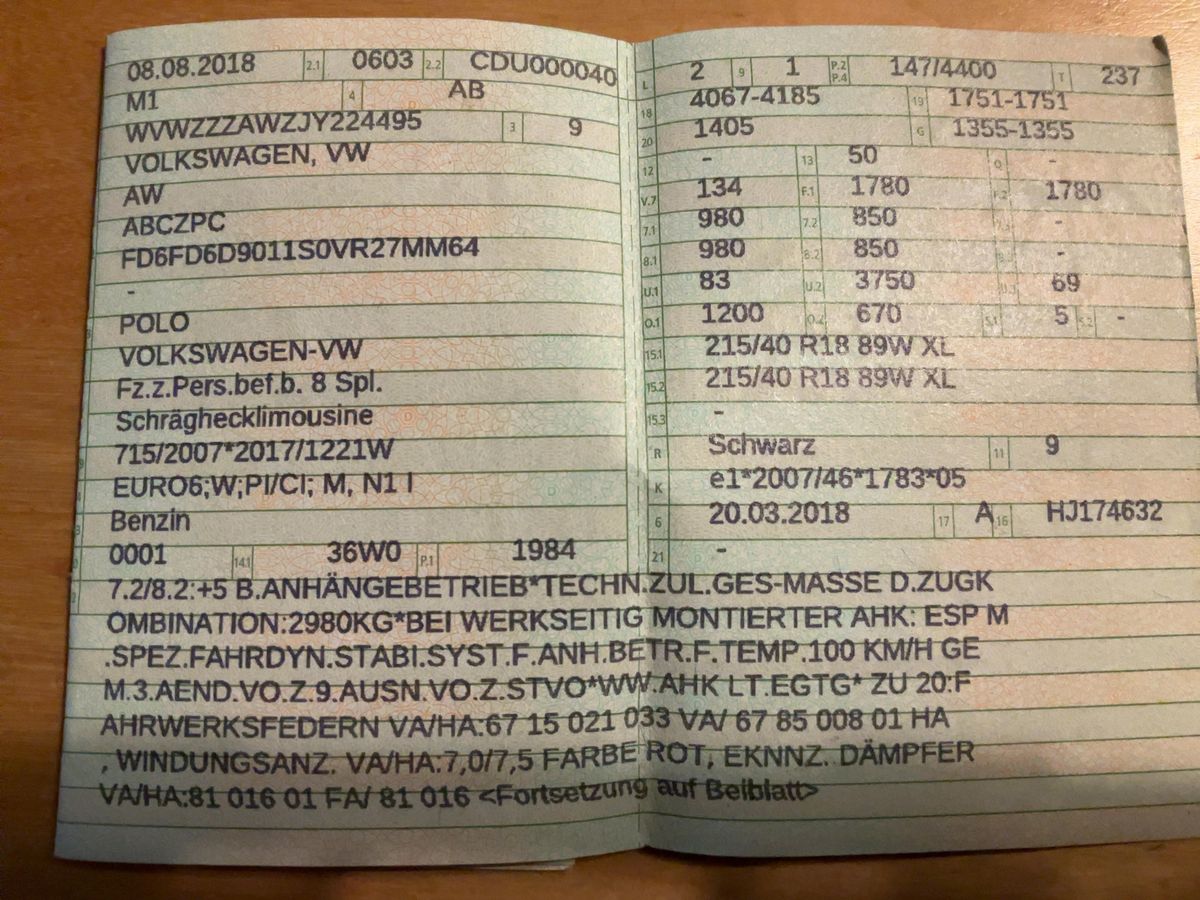 08.08.2018 2.1 0603 2.2 CDU000040
M1 4 AB
WVWZZZAWZJY224495 3 9
VOLKSWAGEN, VW
AW
ABCZPC
FD6FD6D9011S0VR27MM64
-
POLO
VOLKSWAGEN-VW
Fz.z.Pers.bef.b. 8 Spl.
Schräghecklimousine
715/2007*2017/1221W
EURO6;W;PI/CI; M, N1 I
Benzin
0001 14.1 36W0 P.1 1984
L 2 9 1 P.2 P.4 147/4400 T 237
18 4067-4185 19 1751-1751
20 1405 G 1355-1355
12 - 13 50 Q -
V.7 134 F.1 1780 F.2 1780
7.1 980 7.2 850 7.3 -
8.1 980 8.2 850 8.3 -
U.1 83 U.2 3750 U.3 69
O.1 1200 O.2 670 S.1 5 S.2 -
15.1 215/40 R18 89W XL
15.2 215/40 R18 89W XL
15.3 -
R Schwarz 11 9
K e1*2007/46*1783*05
6 20.03.2018 17 A 16 HJ174632
21 -
7.2/8.2:+5 B.ANHÄNGEBETRIEB*TECHN.ZUL.GES-MASSE D.ZUGK
OMBINATION:2980KG*BEI WERKSEITIG MONTIERTER AHK: ESP M
.SPEZ.FAHRDYN.STABI.SYST.F.ANH.BETR.F.TEMP.100 KM/H GE
M.3.AEND.VO.Z.9.AUSN.VO.Z.STVO*WW.AHK LT.EGTG* ZU 20:F
AHRWERKSFEDERN VA/HA:67 15 021 033 VA/ 67 85 008 01 HA
, WINDUNGSANZ. VA/HA:7,0/7,5 FARBE ROT, EKNNZ. DÄMPFER
VA/HA:81 016 01 FA/ 81 016 <Fortsetzung auf Beiblatt>